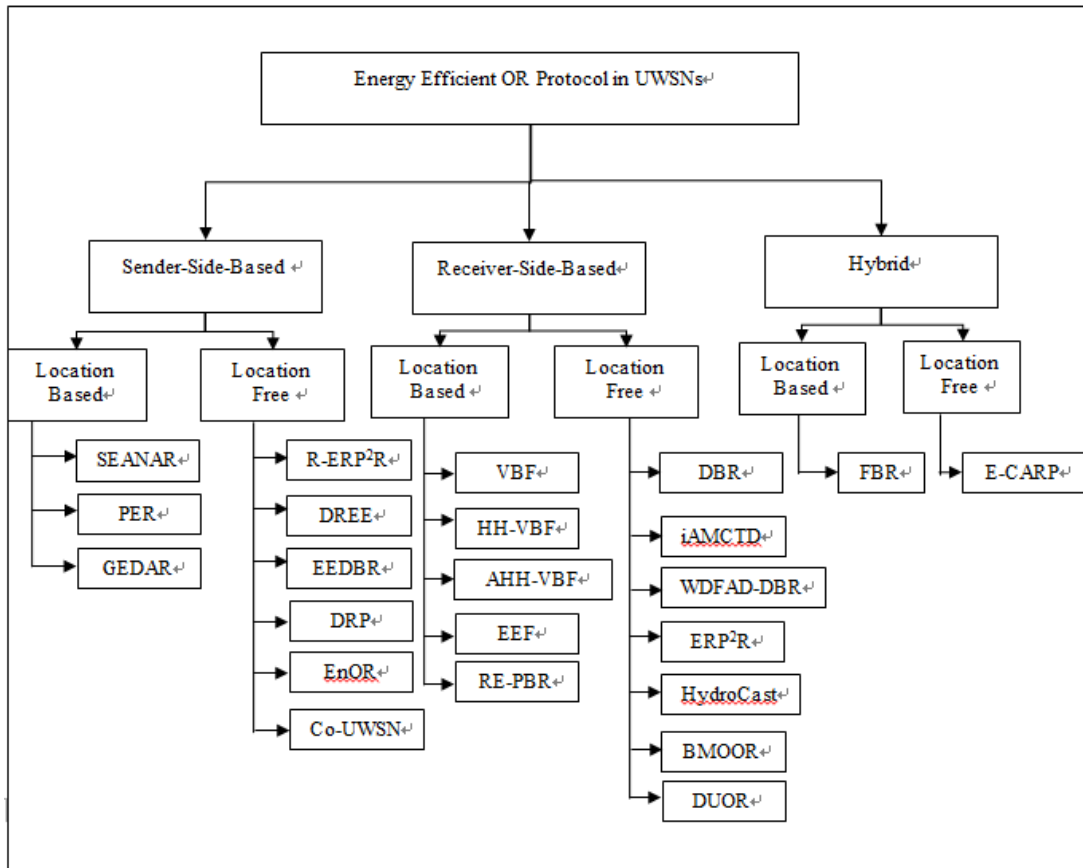 Energy Efficient OR Protocol in UWSNs↵
Sender-Side-Based ↵
Receiver-Side-Based↵
Hybrid↵
Location
Based↵
Location
Free↵
Location
Based↵
Location
Free↵
Location
Based↵
Location
Free↵
SEANAR↵
PER↵
GEDAR↵
R-ERP²R↵
DREE↵
EEDBR↵
DRP↵
EnOR↵
Co-UWSN↵
VBF↵
HH-VBF↵
AHH-VBF↵
EEF↵
RE-PBR↵
DBR↵
iAMCTD↵
WDFAD-DBR↵
ERP²R↵
HydroCast↵
BMOOR↵
DUOR↵
FBR↵
E-CARP↵